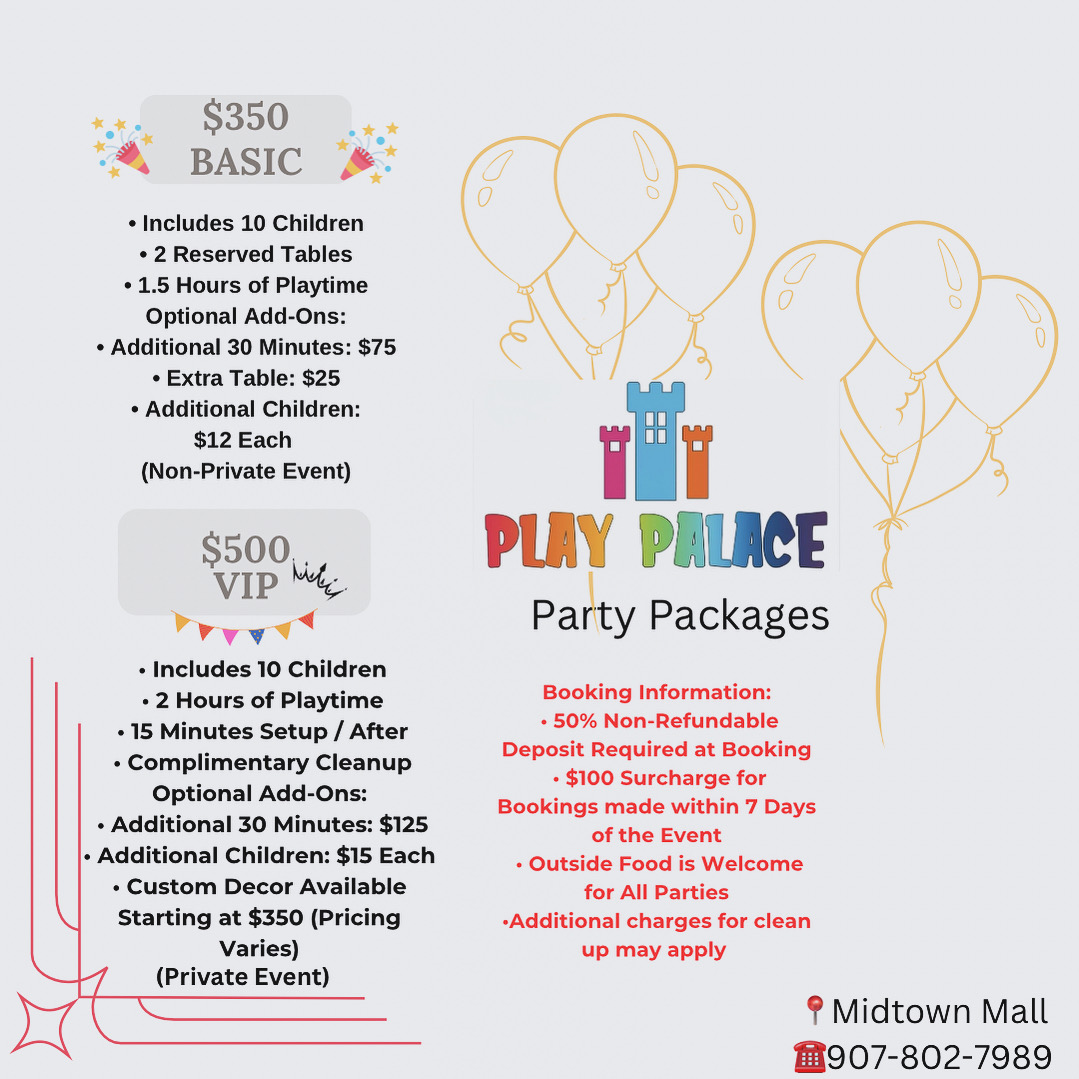 $350
BASIC
• Includes 10 Children
• 2 Reserved Tables
• 1.5 Hours of Playtime
Optional Add-Ons:
• Additional 30 Minutes: $75
• Extra Table: $25
• Additional Children:
$12 Each
(Non-Private Event)
$500
VIP
• Includes 10 Children
• 2 Hours of Playtime
• 15 Minutes Setup / After
• Complimentary Cleanup
Optional Add-Ons:
• Additional 30 Minutes: $125
• Additional Children: $15 Each
• Custom Decor Available
Starting at $350 (Pricing
Varies)
(Private Event)
PLAY PALACE
Party Packages
Booking Information:
• 50% Non-Refundable
Deposit Required at Booking
• $100 Surcharge for
Bookings made within 7 Days
of the Event
• Outside Food is Welcome
for All Parties
•Additional charges for clean
up may apply
Midtown Mall
907-802-7989